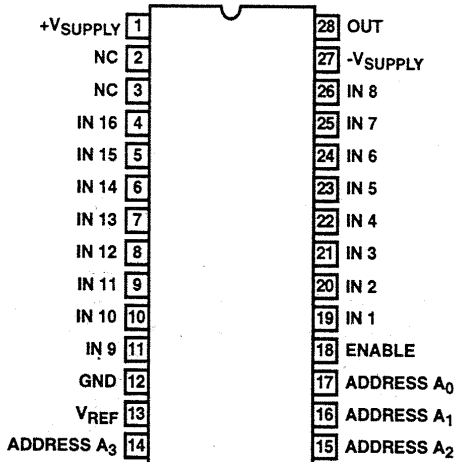 +VSUPPLY 1 28 OUT
NC 2 27 -VSUPPLY
NC 3 26 IN 8
IN 16 4 25 IN 7
IN 15 5 24 IN 6
IN 14 6 23 IN 5
IN 13 7 22 IN 4
IN 12 8 21 IN 3
IN 11 9 20 IN 2
IN 10 10 19 IN 1
IN 9 11 18 ENABLE
GND 12 17 ADDRESS A0
VREF 13 16 ADDRESS A1
ADDRESS A3 14 15 ADDRESS A2